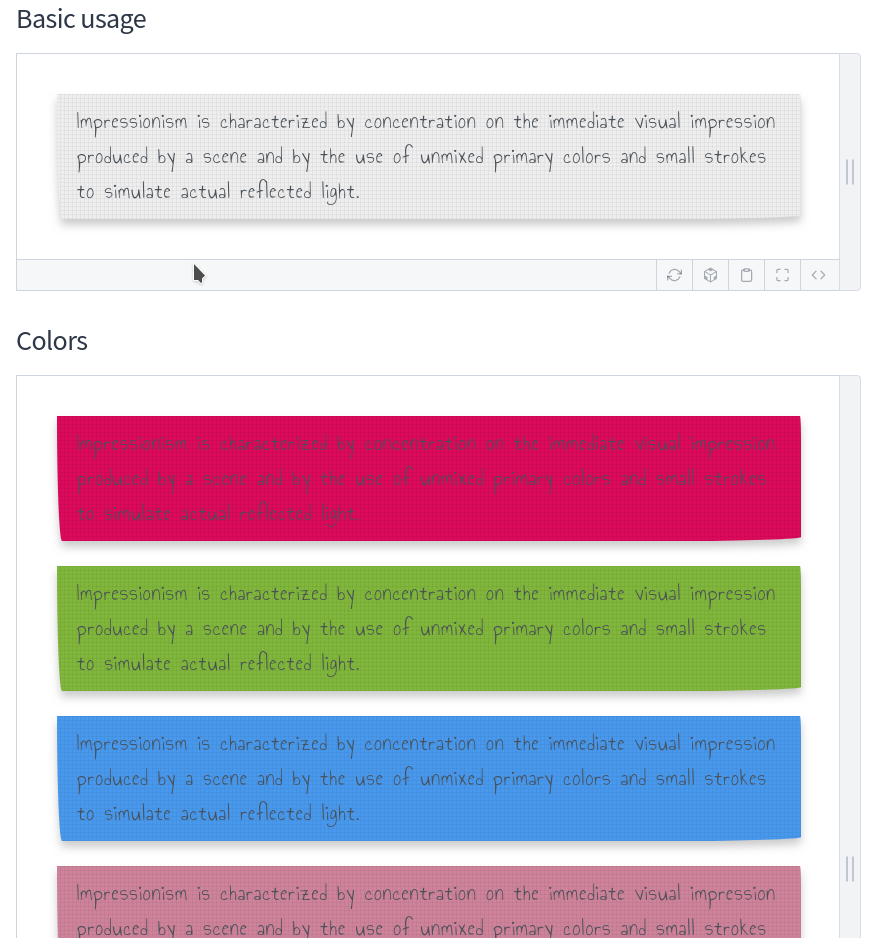 Basic usage
Impressionism is characterized by concentration on the immediate visual impression
produced by a scene and by the use of unmixed primary colors and small strokes
to simulate actual reflected light.
Colors
Impressionism is characterized by concentration on the immediate visual impression
produced by a scene and by the use of unmixed primary colors and small strokes
to simulate actual reflected light.
Impressionism is characterized by concentration on the immediate visual impression
produced by a scene and by the use of unmixed primary colors and small strokes
to simulate actual reflected light.
Impressionism is characterized by concentration on the immediate visual impression
produced by a scene and by the use of unmixed primary colors and small strokes
to simulate actual reflected light.
Impressionism is characterized by concentration on the immediate visual impression
produced by a scene and by the use of unmixed primary colors and small strokes